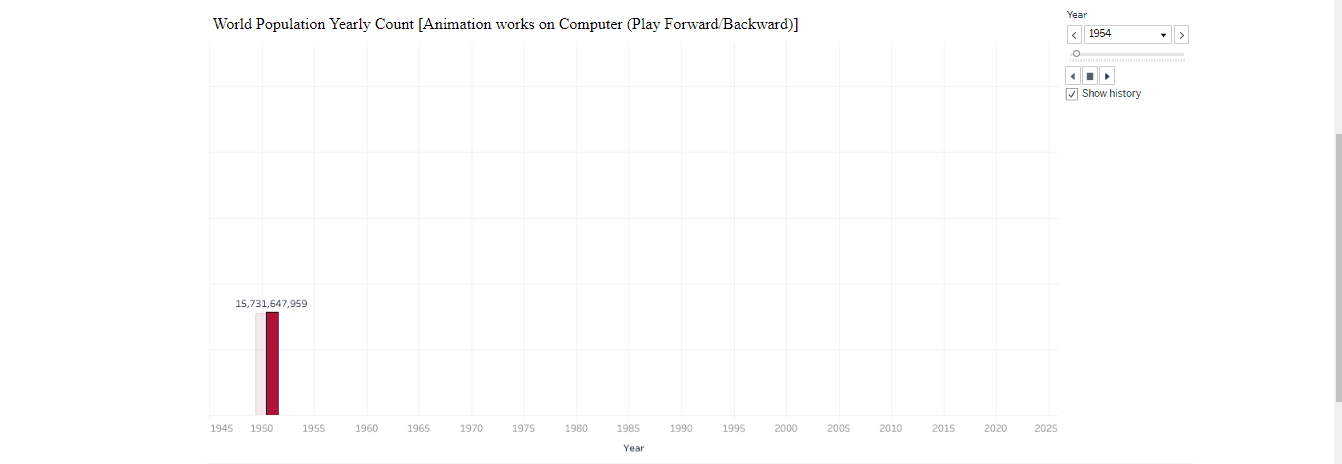 World Population Yearly Count [Animation works on Computer (Play Forward/Backward)]
Year
1954
Show history
15,731,647,959
1945 1950 1955 1960 1965 1970 1975 1980 1985 1990 1995 2000 2005 2010 2015 2020 2025
Year